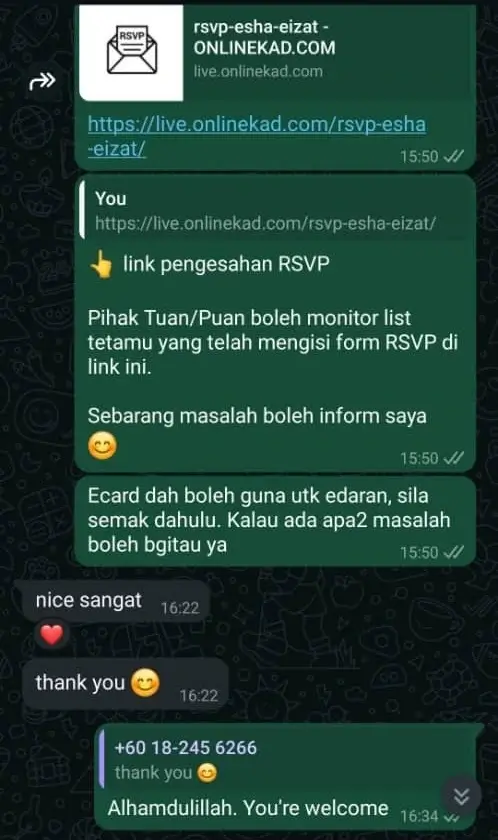 RSVP
rsvp-esha-eizat -
ONLINEKAD.COM
live.onlinekad.com
https://live.onlinekad.com/rsvp-esha
-eizat/
15:50
You
https://live.onlinekad.com/rsvp-esha-eizat/
👆 link pengesahan RSVP
Pihak Tuan/Puan boleh monitor list
tetamu yang telah mengisi form RSVP di
link ini.
Sebarang masalah boleh inform saya
😊
15:50
Ecard dah boleh guna utk edaran, sila
semak dahulu. Kalau ada apa2 masalah
boleh bgitau ya
15:50
nice sangat
16:22
❤️
thank you 😊
16:22
+60 18-245 6266
thank you 😊
Alhamdulillah. You're welcome
16:34